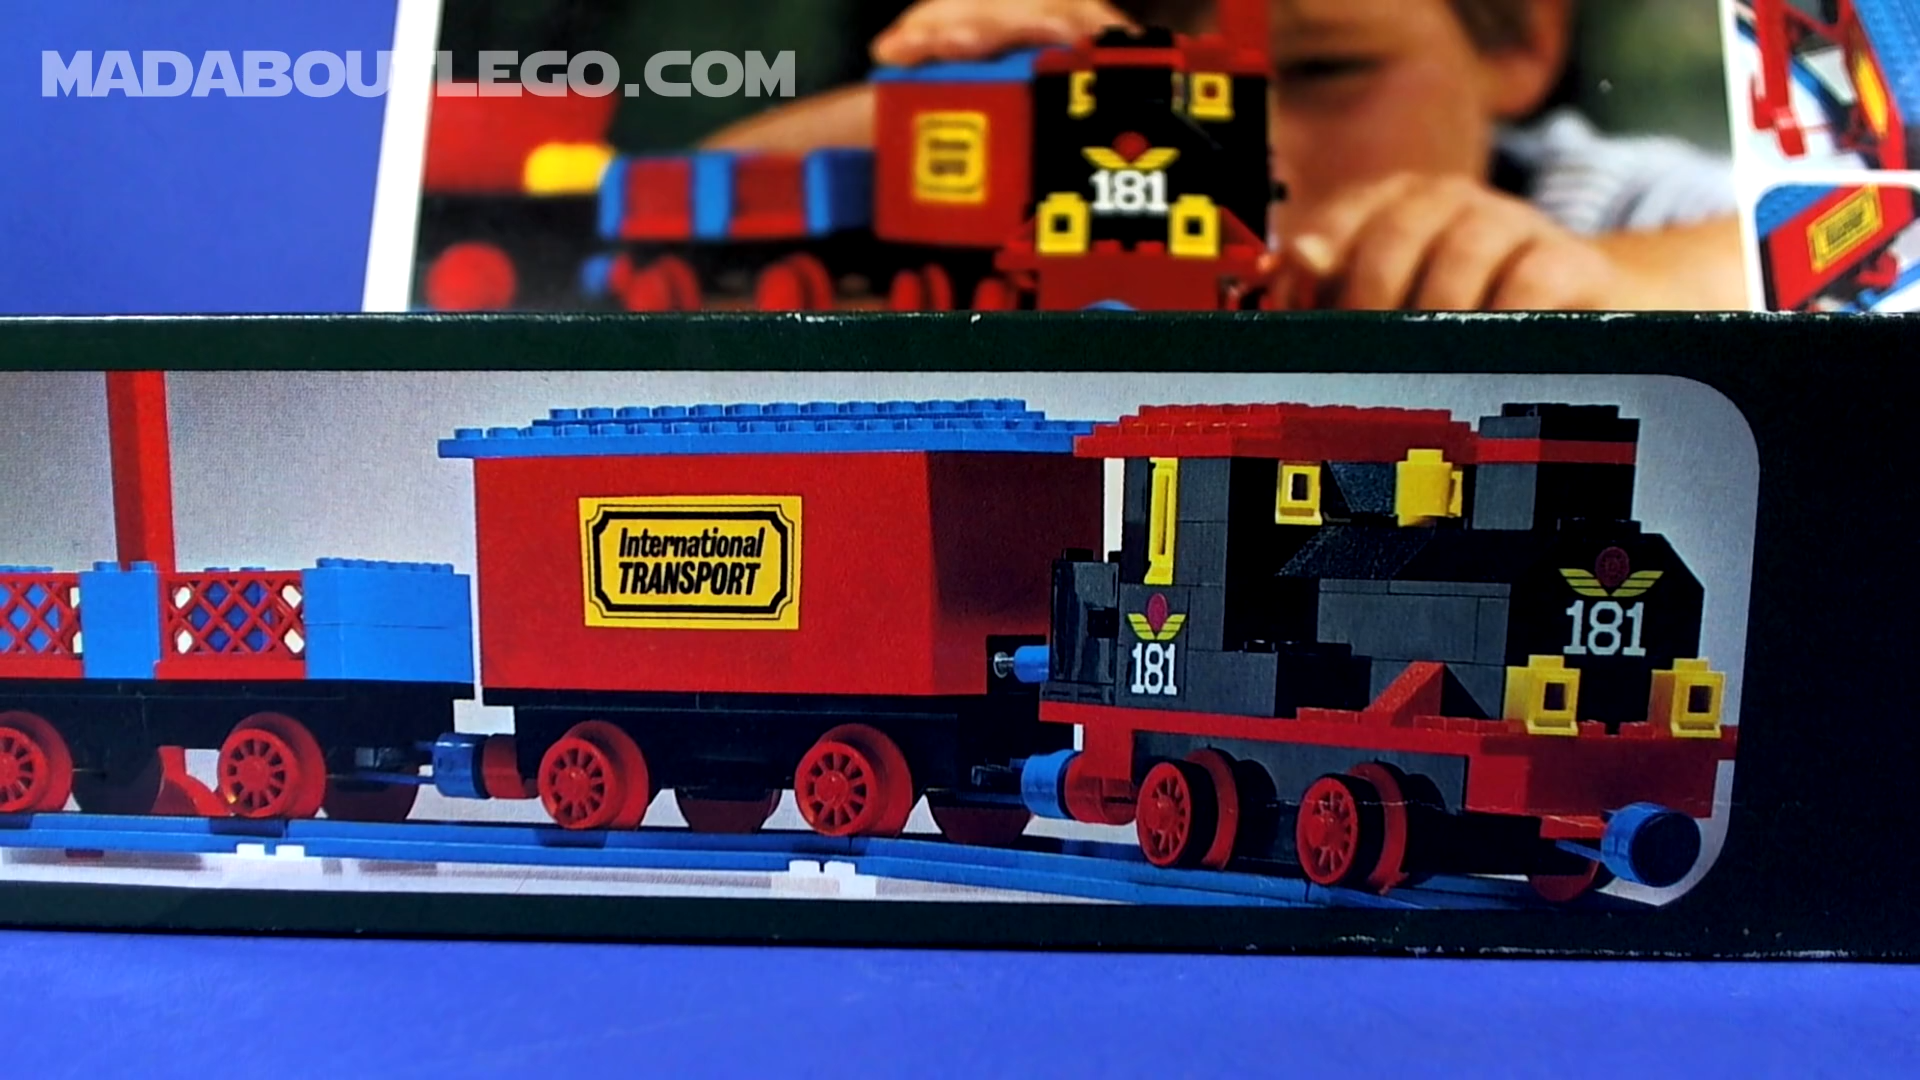 MADABOUTLEGO.COM
181
International
TRANSPORT
181
181